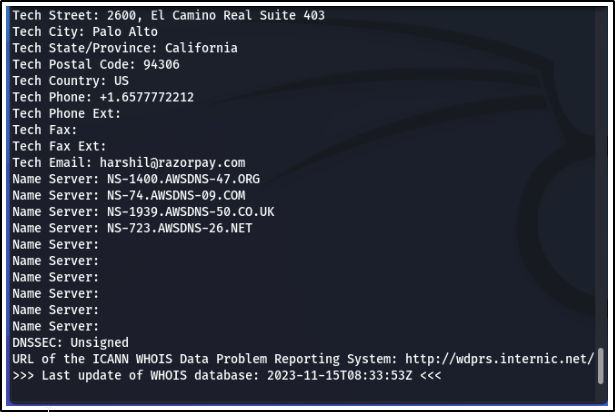 Tech Street: 2600, El Camino Real Suite 403
Tech City: Palo Alto
Tech State/Province: California
Tech Postal Code: 94306
Tech Country: US
Tech Phone: +1.6577772212
Tech Phone Ext:
Tech Fax:
Tech Fax Ext:
Tech Email: harshil@razorpay.com
Name Server: NS-1400.AWSDNS-47.ORG
Name Server: NS-74.AWSDNS-09.COM
Name Server: NS-1939.AWSDNS-50.CO.UK
Name Server: NS-723.AWSDNS-26.NET
Name Server:
Name Server:
Name Server:
Name Server:
Name Server:
Name Server:
DNSSEC: Unsigned
URL of the ICANN WHOIS Data Problem Reporting System: http://wdprs.internic.net/
>>> Last update of WHOIS database: 2023-11-15T08:33:53Z <<<